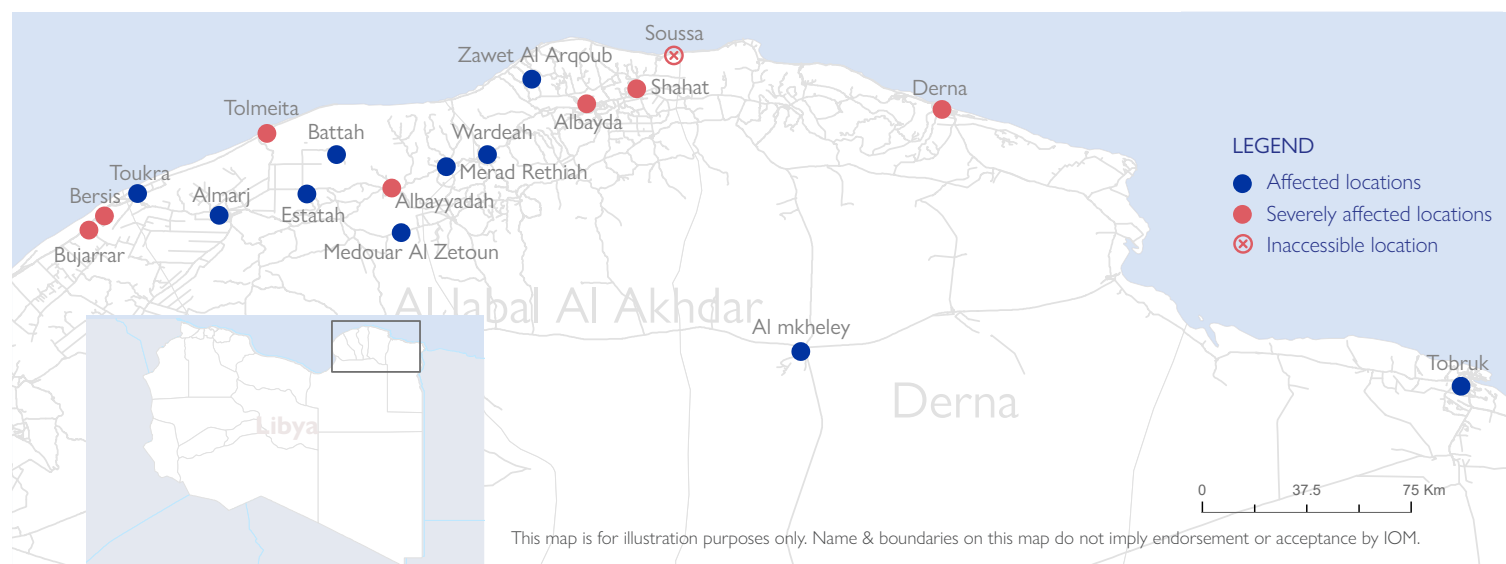 Soussa
Zawet Al Arqoub
Shahat
Derna
Tolmeita
Albayda
Battah
Wardeah
LEGEND
Toukra
Merad Rethiah
Affected locations
Bersis
Almarj
Albayyadah
Severely affected locations
Estatah
Inaccessible location
Bujarrar
Medouar Al Zetoun
Al Jabal Al Akhdar
Al mkheley
Tobruk
Derna
Libya
0 37.5 75 Km
This map is for illustration purposes only. Name & boundaries on this map do not imply endorsement or acceptance by IOM.